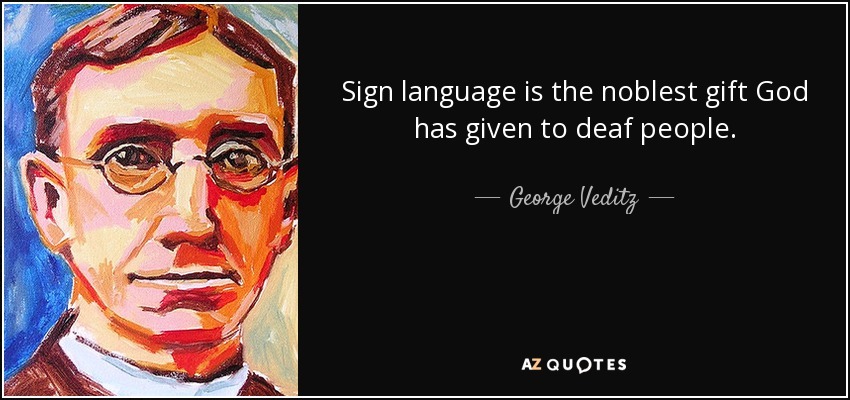 Sign language is the noblest gift God
has given to deaf people.
George Veditz
AZ QUOTES